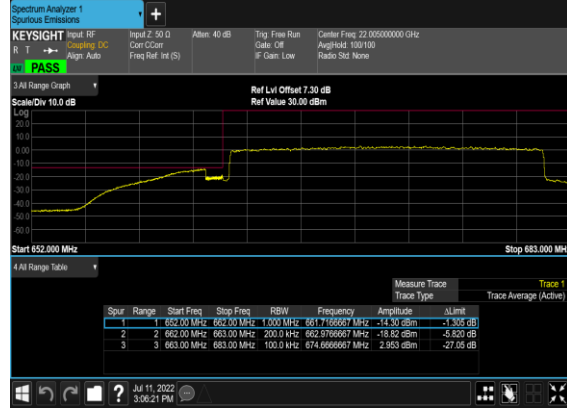 Spectrum Analyzer 1
Spurious Emissions
+
KEYSIGHT Input: RF Input Z: 50 Ω Atten: 40 dB Trig: Free Run Center Freq: 22.005000000 GHz
R T Coupling: DC Corr CCorr Gate: Off Avg|Hold: 100/100
Align: Auto Freq Ref: Int (S) IF Gain: Low Radio Std: None
PASS
3 All Range Graph
Ref Lvl Offset 7.30 dB
Scale/Div 10.0 dB Ref Value 30.00 dBm
Log
20.0
10.0
0.00
-10.0
-20.0
-30.0
-40.0
-50.0
-60.0
Start 652.000 MHz Stop 683.000 MH
4 All Range Table
Measure Trace Trace 1
Trace Type Trace Average (Active)
Spur Range Start Freq Stop Freq RBW Frequency Amplitude ΔLimit
1 1 652.00 MHz 662.00 MHz 1.000 MHz 661.7166667 MHz -14.30 dBm -1.305 dB
2 2 662.00 MHz 663.00 MHz 200.0 kHz 662.9766667 MHz -18.82 dBm -5.820 dB
3 3 663.00 MHz 683.00 MHz 100.0 kHz 674.6666667 MHz 2.953 dBm -27.05 dB
? Jul 11, 2022
3:06:21 PM